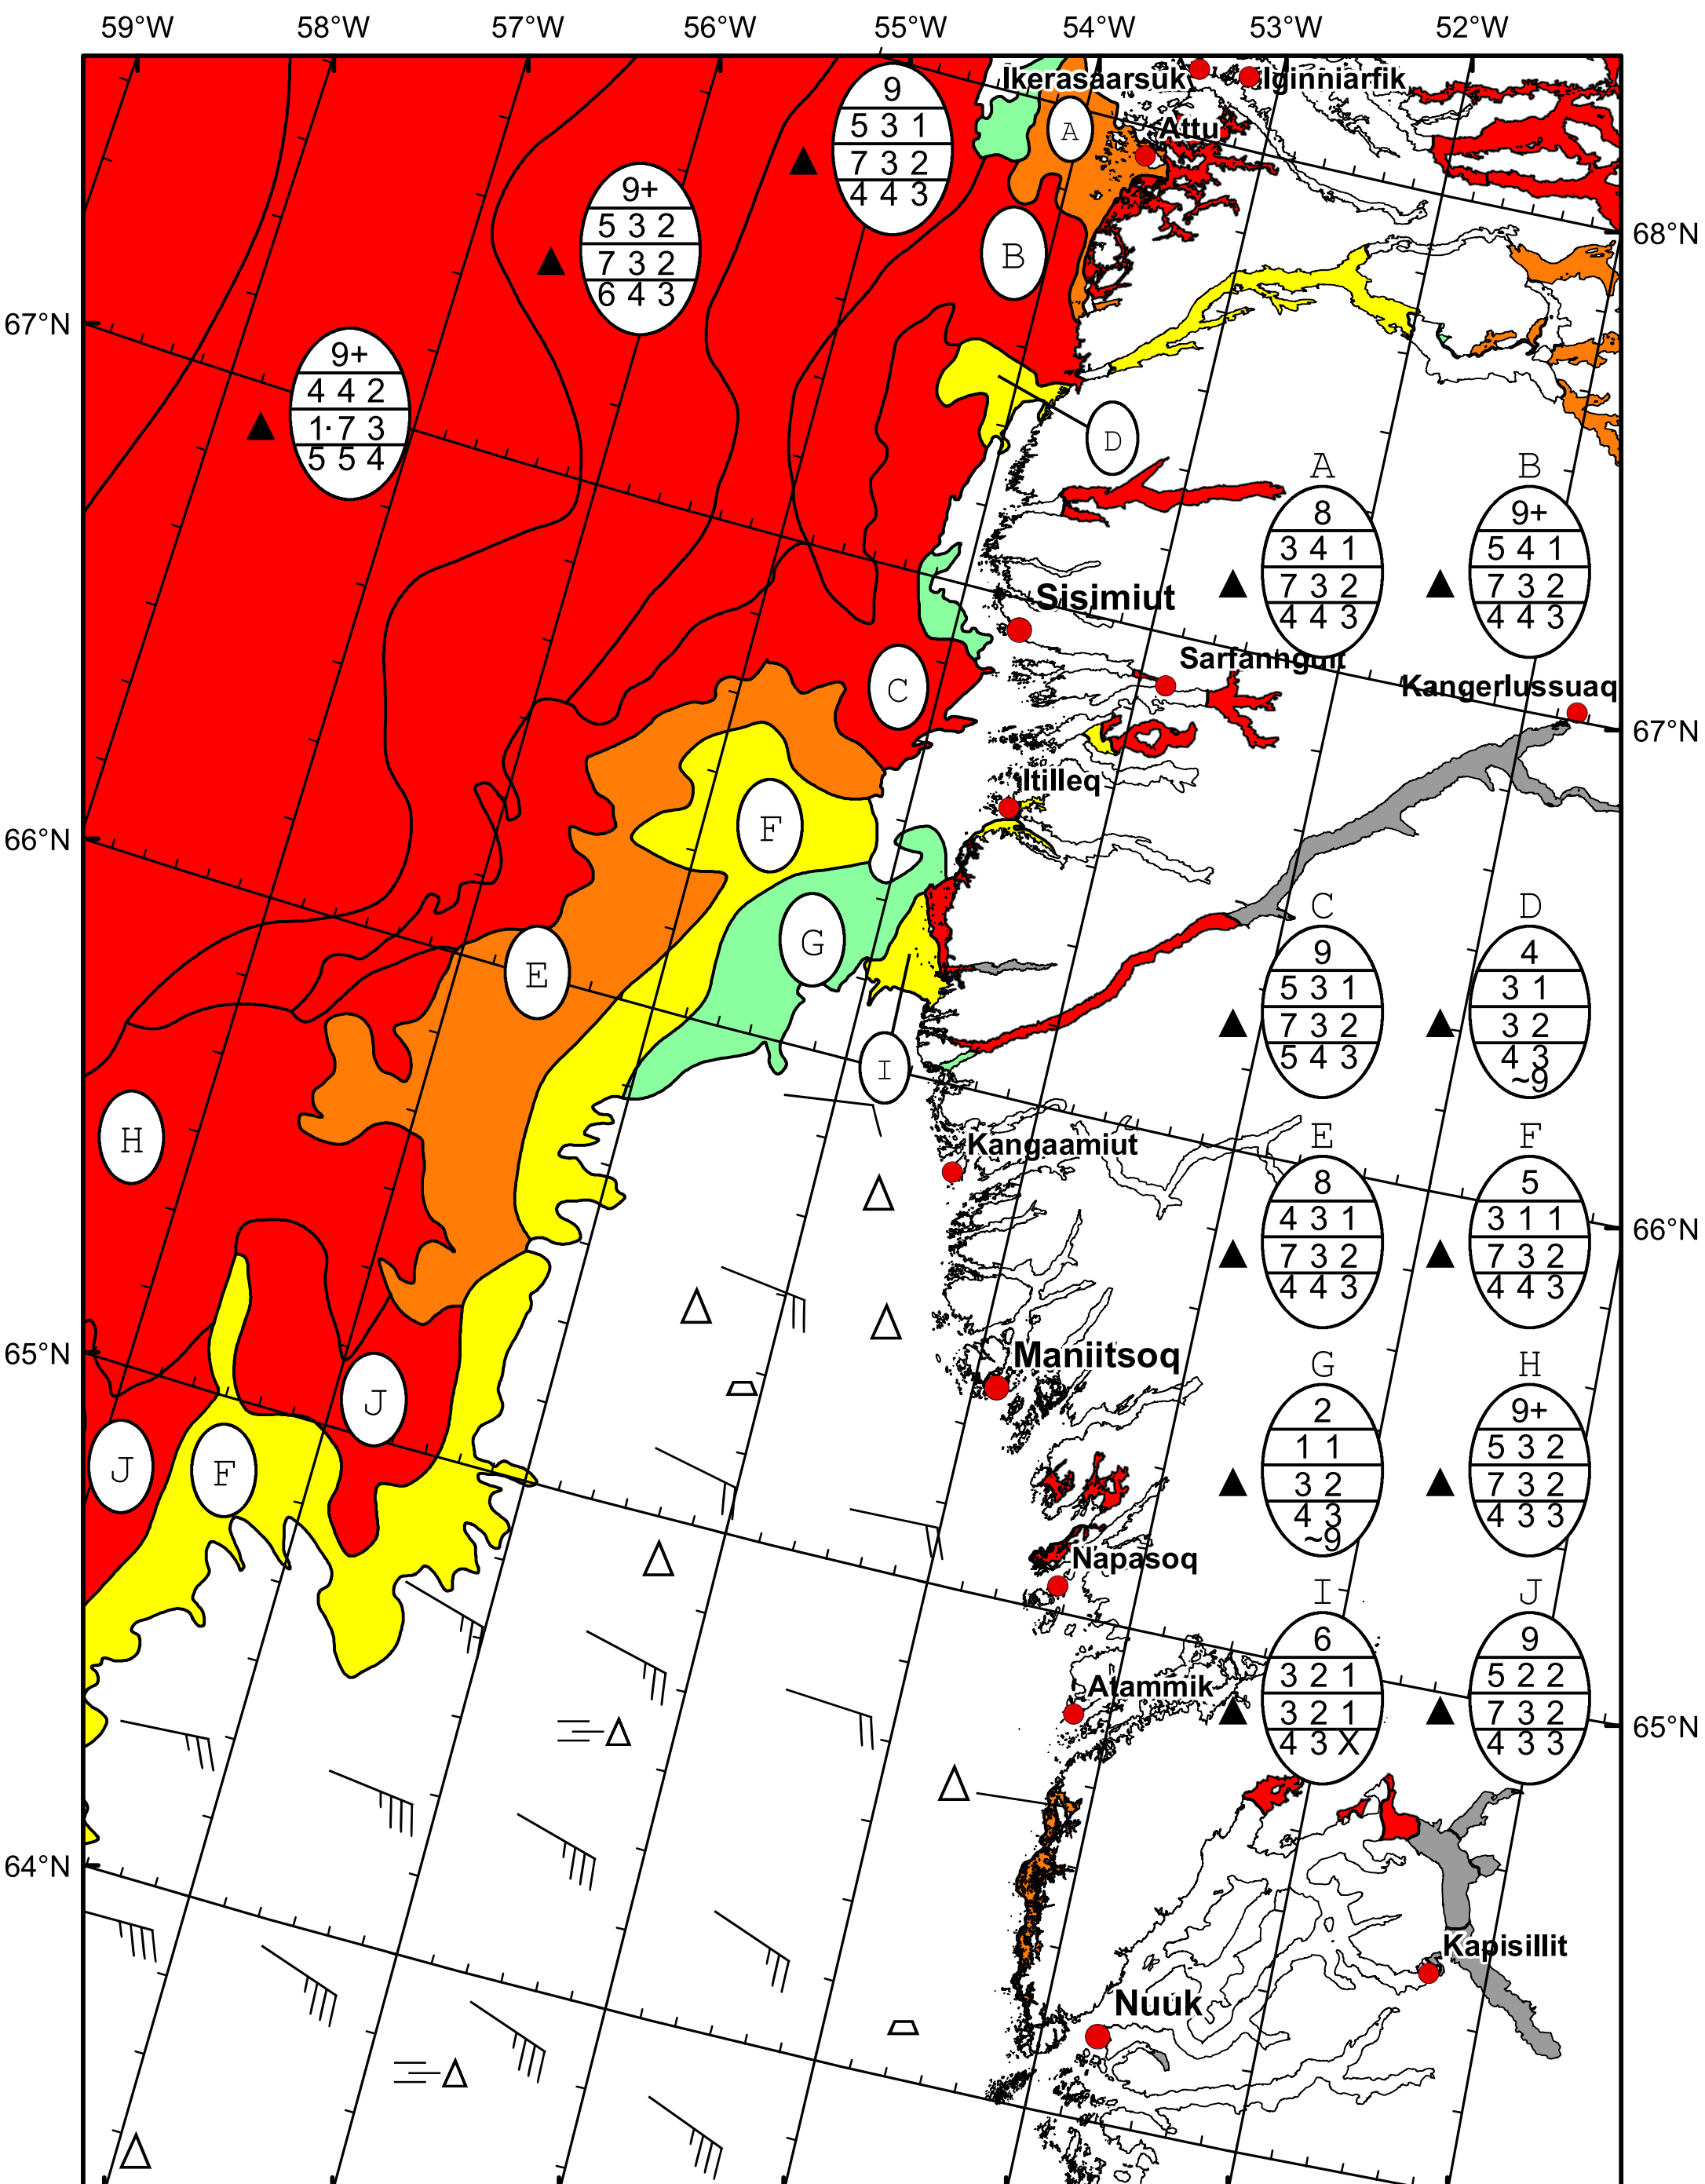 59°W 58°W 57°W 56°W 55°W 54°W 53°W 52°W
Ikerasaarsuk
Iginniarfik
9
5 3 1
7 3 2
4 4 3
A
Attu
9+
5 3 2
7 3 2
6 4 3
B
68°N
67°N
9+
4 4 2
1·7 3
5 5 4
D
A
8
3 4 1
7 3 2
4 4 3
B
9+
5 4 1
7 3 2
4 4 3
Sisimiut
Sarfannguit
C
Kangerlussuaq
67°N
Itilleq
66°N
F
G
E
I
C
9
5 3 1
7 3 2
5 4 3
D
4
3 1
3 2
4 3
~9
H
Kangaamiut
E
8
4 3 1
7 3 2
4 4 3
F
5
3 1 1
7 3 2
4 4 3
66°N
65°N
Maniitsoq
J
J
F
G
2
1 1
3 2
4 3
~9
H
9+
5 3 2
7 3 2
4 3 3
Napasoq
I
6
3 2 1
3 2 1
4 3 X
J
9
5 2 2
7 3 2
4 3 3
Atammik
65°N
64°N
Kapisillit
Nuuk